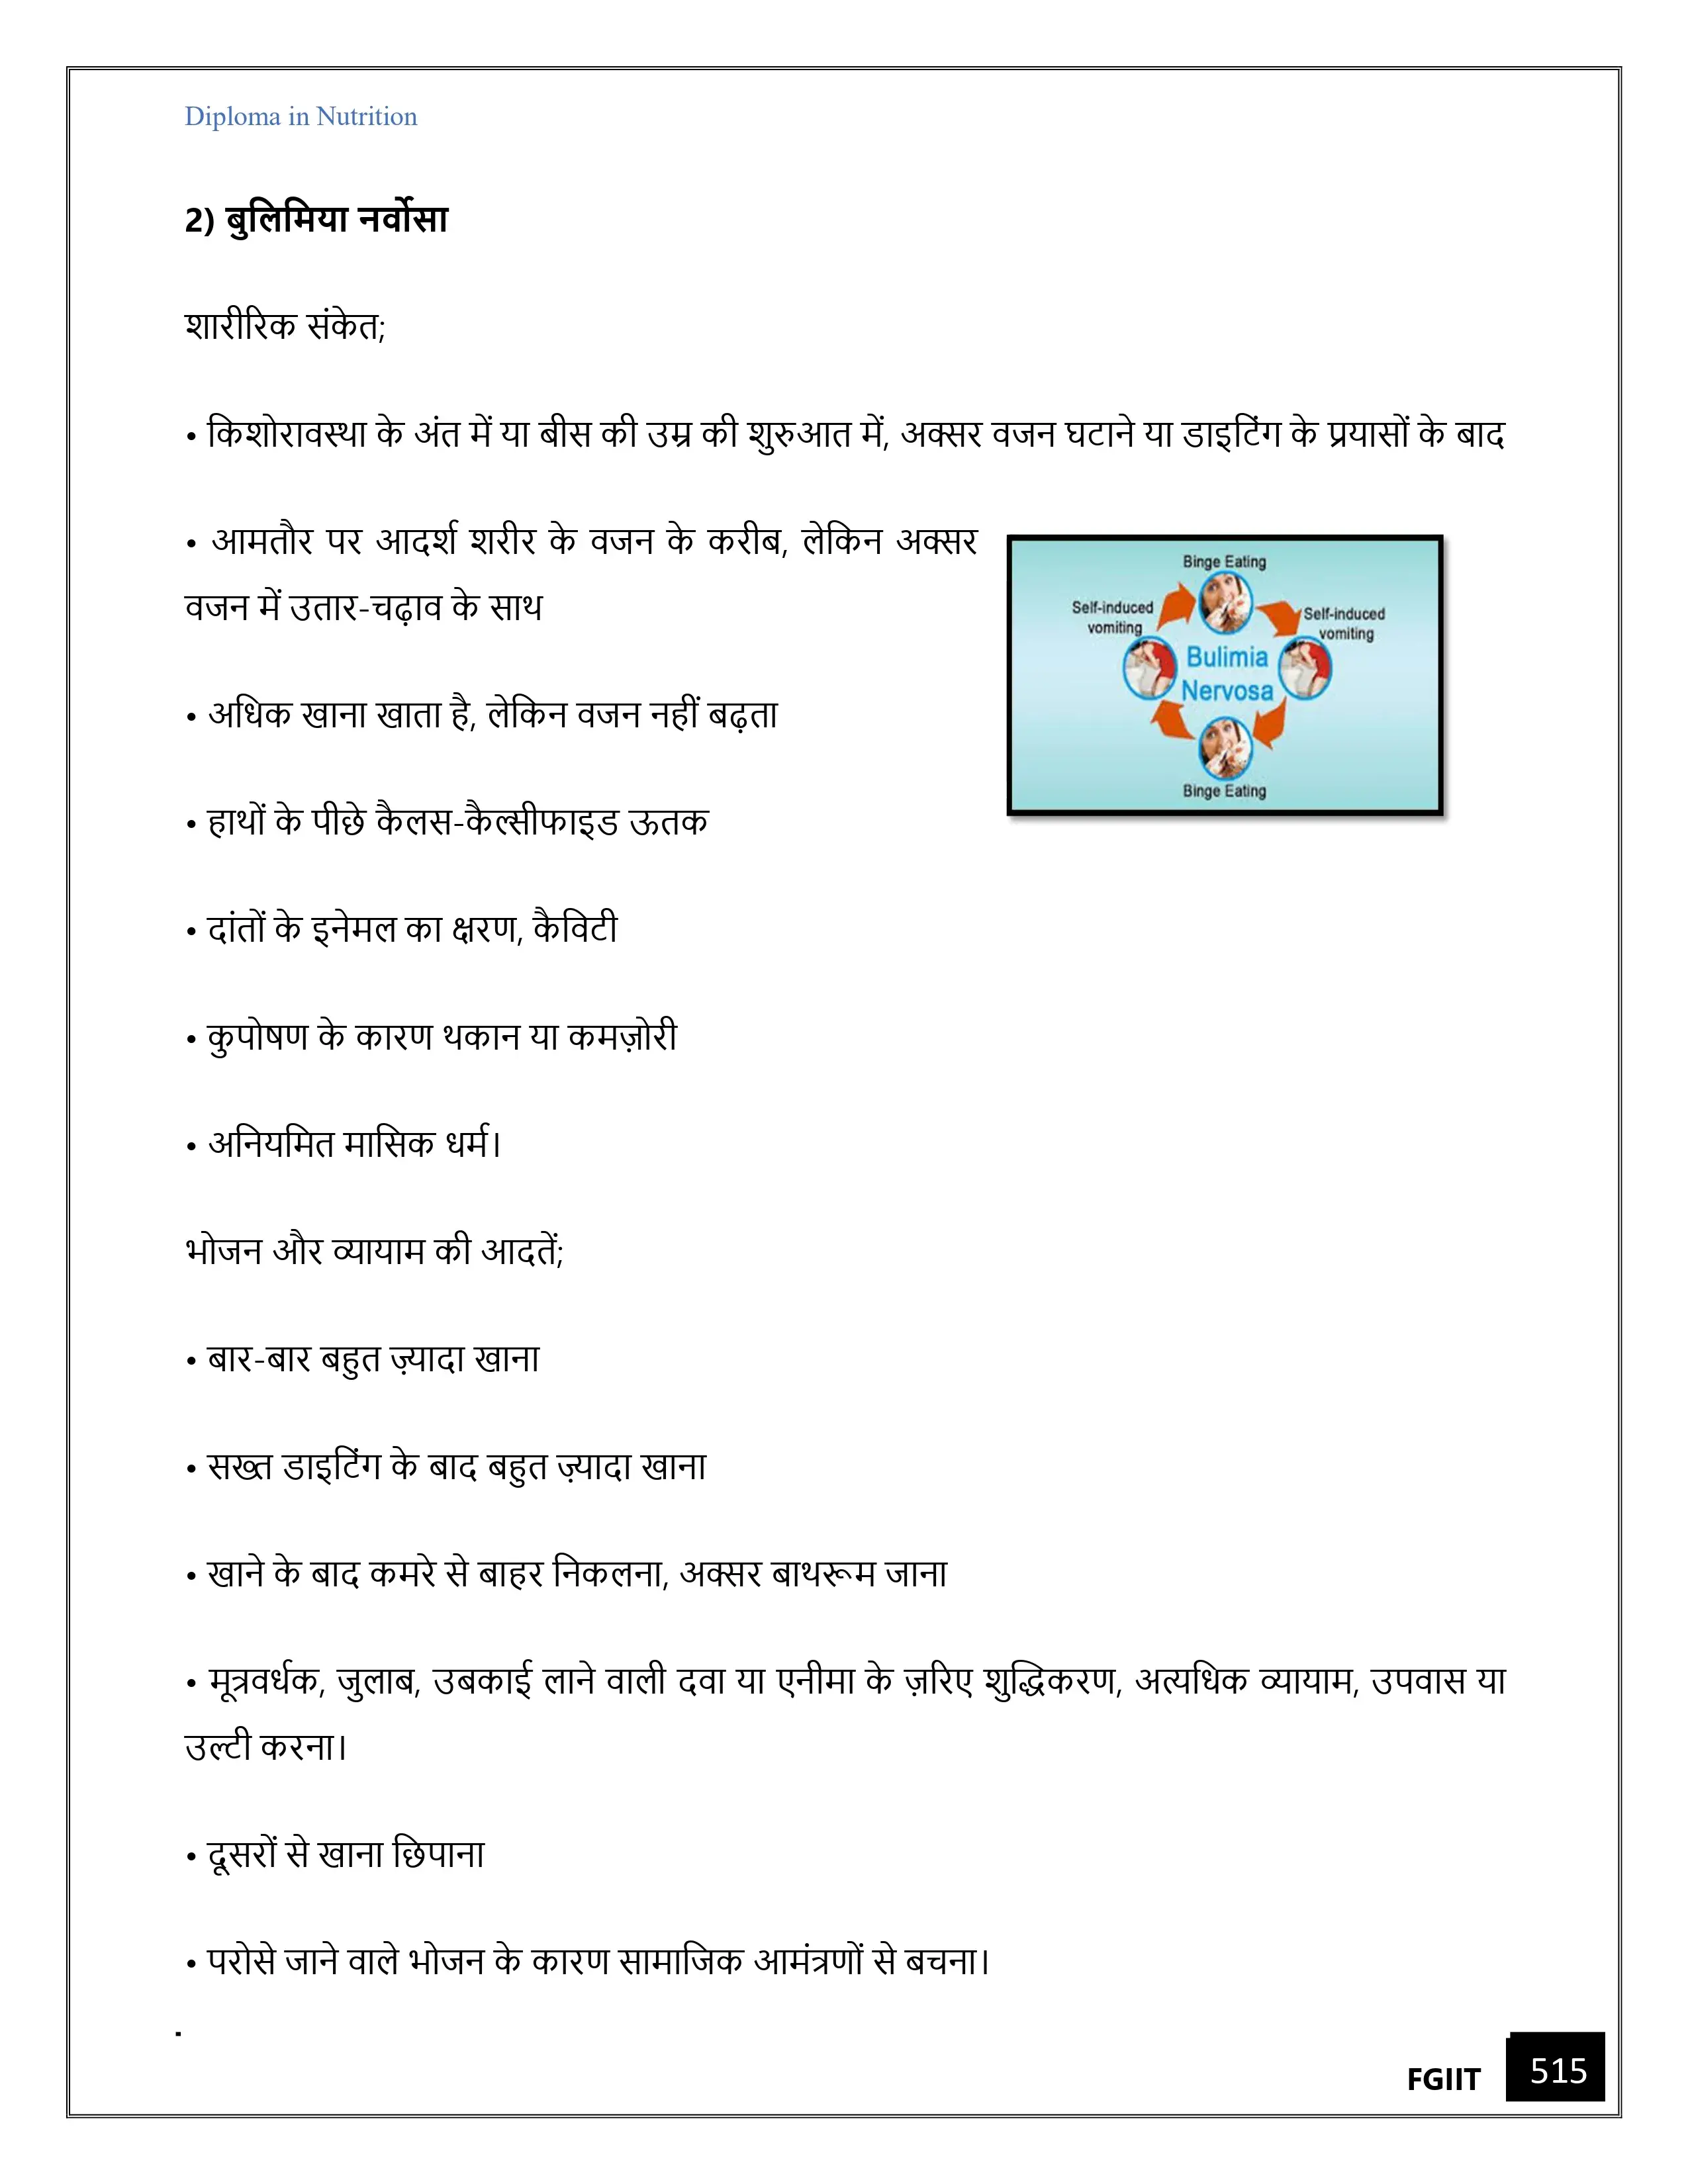 Diploma in Nutrition
2) बुलिमिया नर्वोसा
शारीरिक संकेत;
• किशोरावस्था के अंत में या बीस की उम्र की शुरुआत में, अक्सर वजन घटाने या डाइटिंग के प्रयासों के बाद
• आमतौर पर आदर्श शरीर के वजन के करीब, लेकिन अक्सर
वजन में उतार-चढ़ाव के साथ
Binge Eating
Self-induced
vomiting
Self-induced
vomiting
Bulimia
Nervosa
Binge Eating
• अधिक खाना खाता है, लेकिन वजन नहीं बढ़ता
• हाथों के पीछे कैलस-कैल्सीफाइड ऊतक
• दांतों के इनेमल का क्षरण, कैविटी
• कुपोषण के कारण थकान या कमज़ोरी
• अनियमित मासिक धर्म।
भोजन और व्यायाम की आदतें;
• बार-बार बहुत ज़्यादा खाना
• सख्त डाइटिंग के बाद बहुत ज़्यादा खाना
• खाने के बाद कमरे से बाहर निकलना, अक्सर बाथरूम जाना
• मूत्रवर्धक, जुलाब, उबकाई लाने वाली दवा या एनीमा के ज़रिए शुद्धिकरण, अत्यधिक व्यायाम, उपवास या
उल्टी करना।
• दूसरों से खाना छिपाना
• परोसे जाने वाले भोजन के कारण सामाजिक आमंत्रणों से बचना।
FGIIT 515